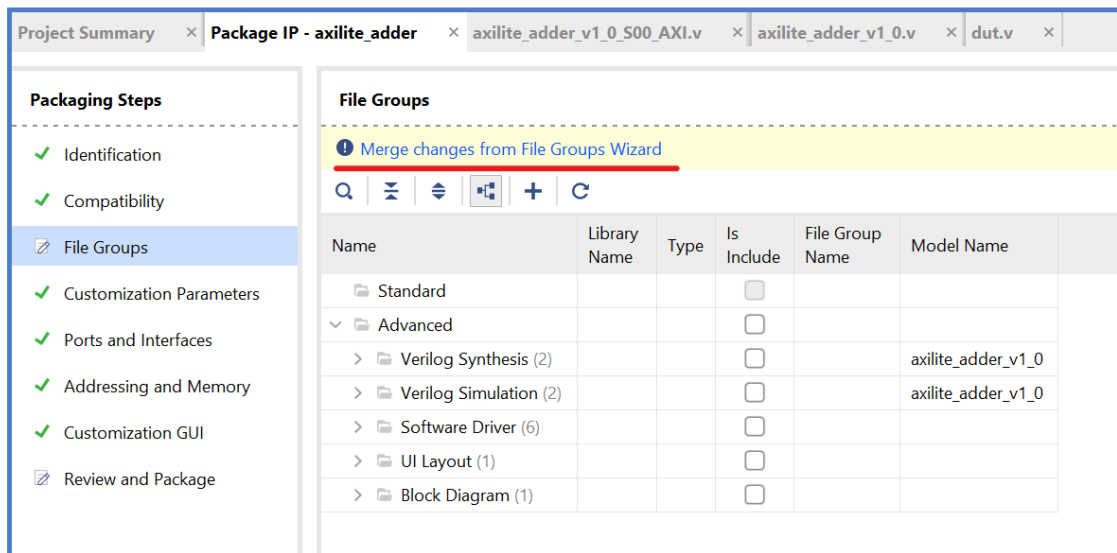 Project Summary × Package IP - axilite_adder × axilite_adder_v1_0_S00_AXI.v × axilite_adder_v1_0.v × dut.v ×
Packaging Steps
Identification
Compatibility
File Groups
Customization Parameters
Ports and Interfaces
Addressing and Memory
Customization GUI
Review and Package
File Groups
Merge changes from File Groups Wizard
Name Library Name Type Is Include File Group Name Model Name
Standard
Advanced
Verilog Synthesis (2) axilite_adder_v1_0
Verilog Simulation (2) axilite_adder_v1_0
Software Driver (6)
UI Layout (1)
Block Diagram (1)